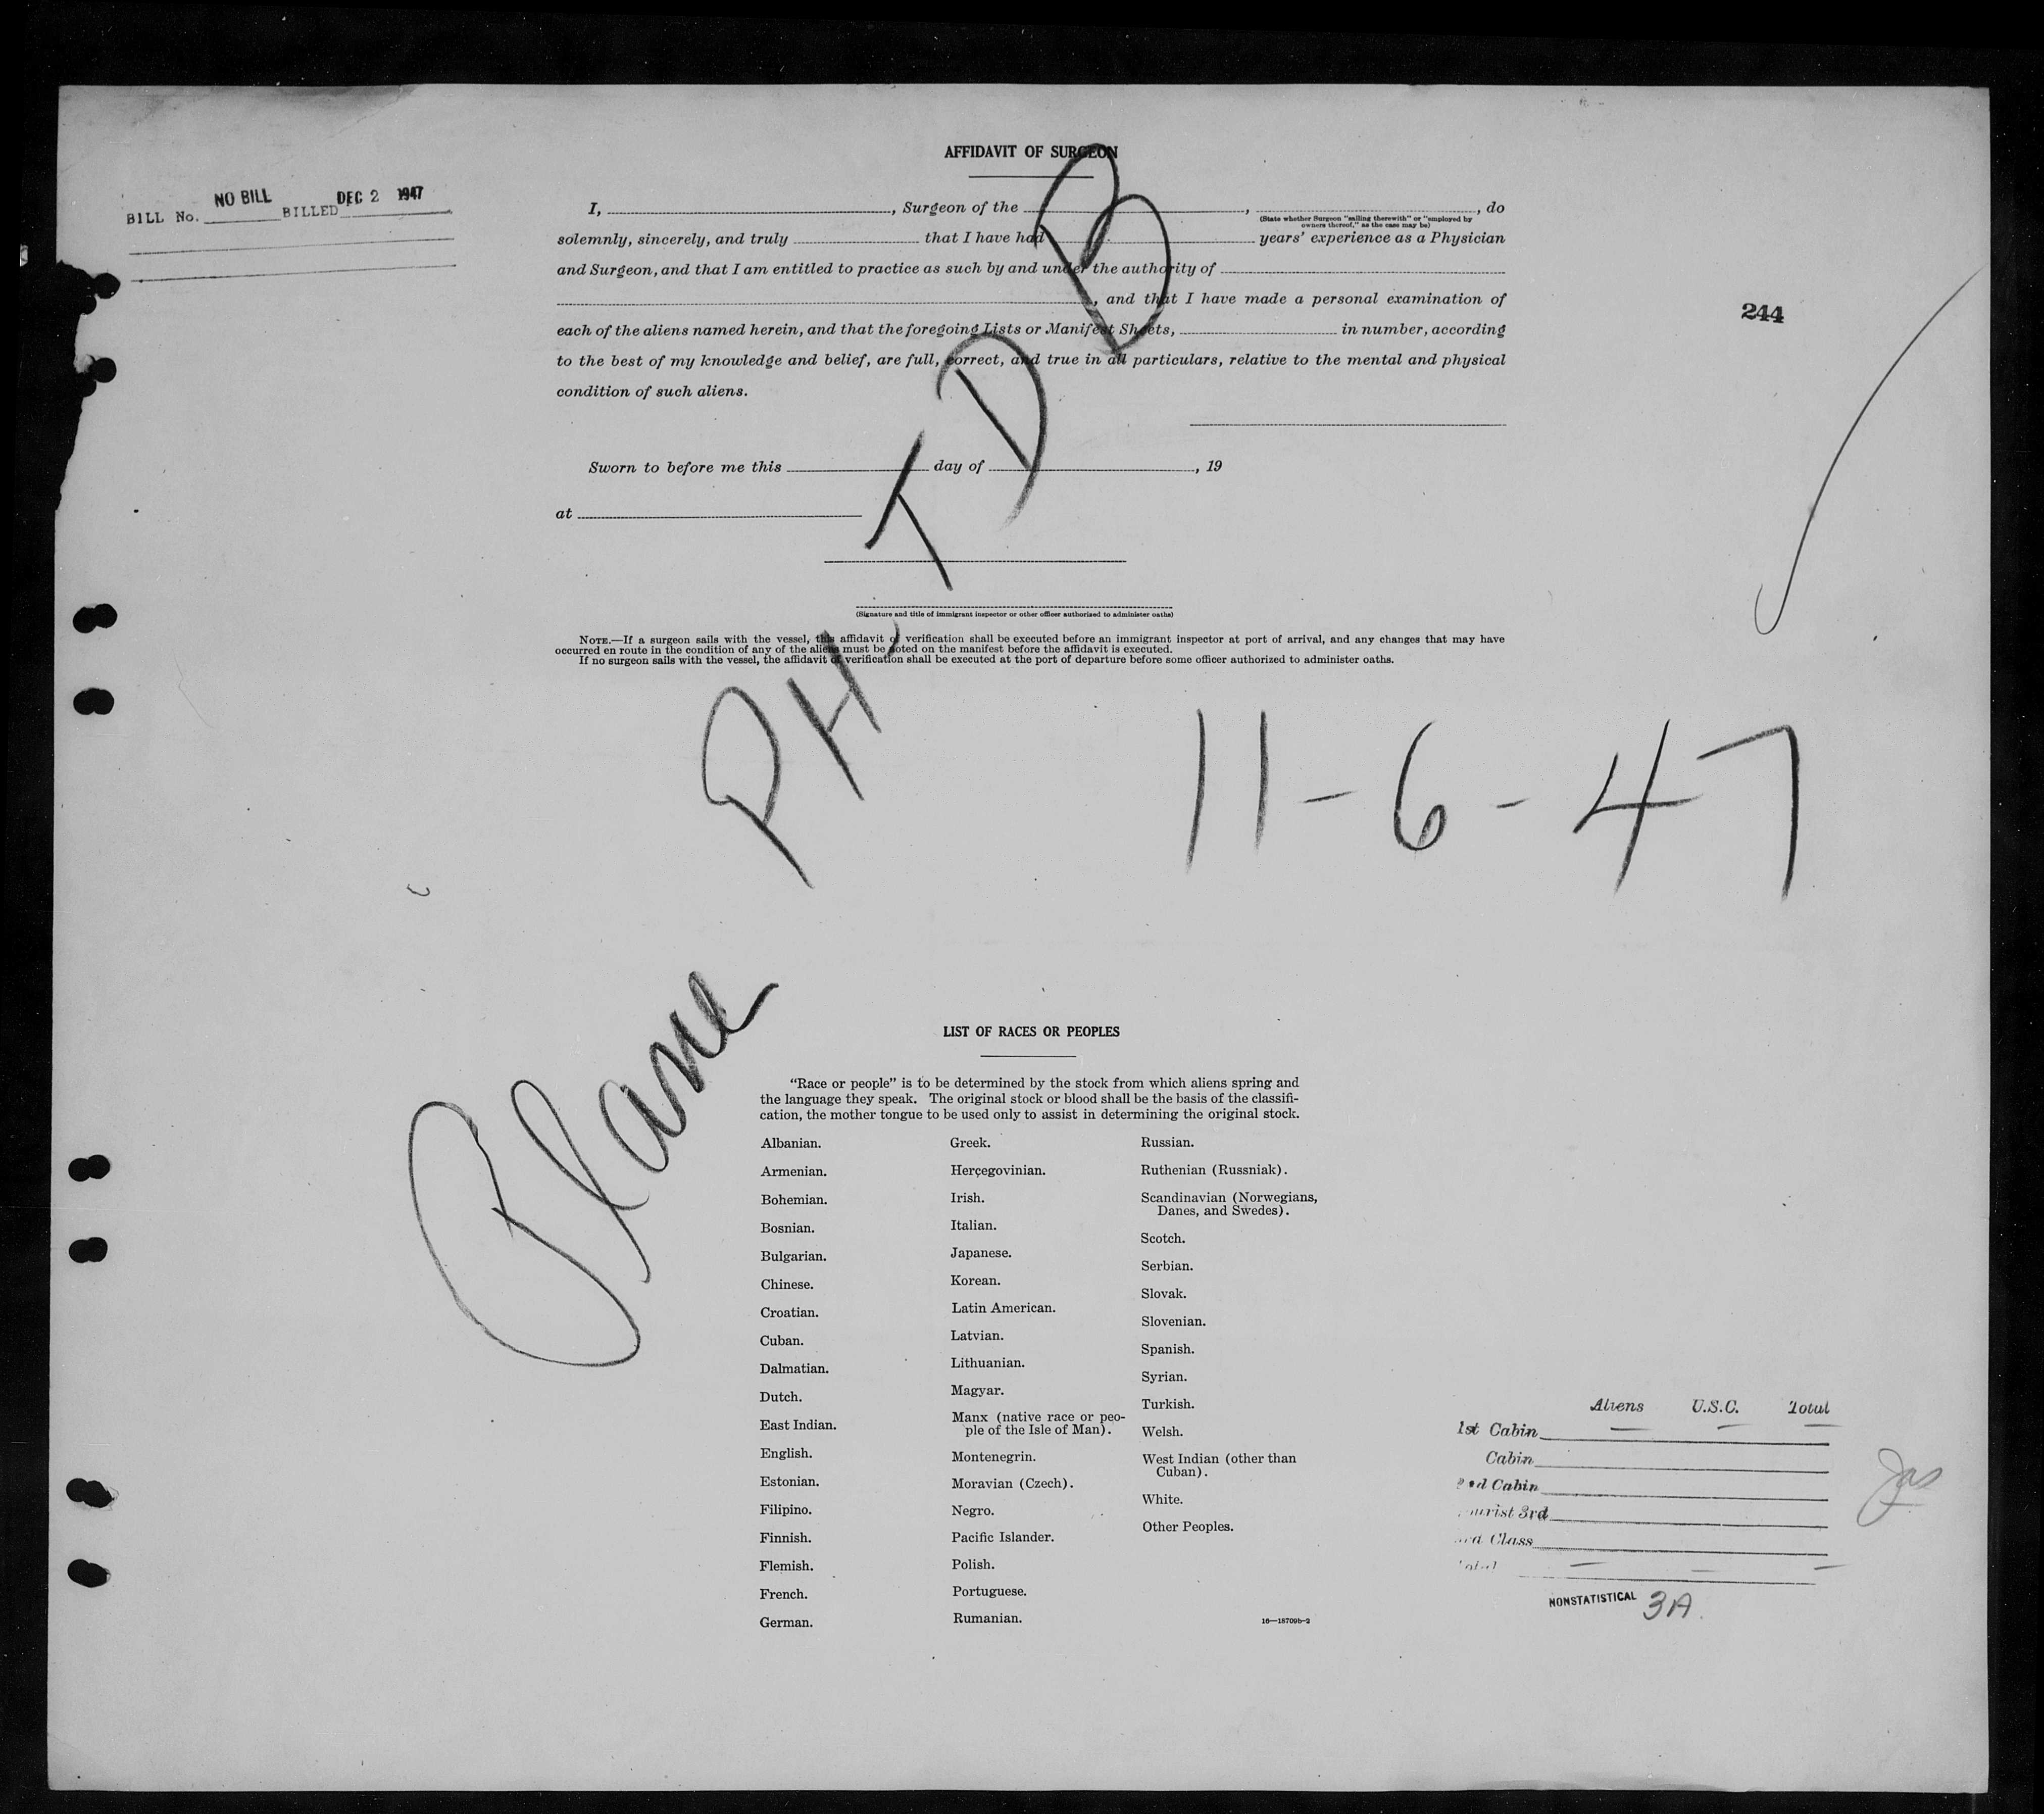 AFFIDAVIT OF SURGEON
BILL No. NO BILL BILLED DEC 2 1947
I, , Surgeon of the , , do
(State whether Surgeon "sailing therewith" or "employed by
owners thereof," as the case may be)
solemnly, sincerely, and truly that I have had years' experience as a Physician
and Surgeon, and that I am entitled to practice as such by and under the authority of
, and that I have made a personal examination of
244
each of the aliens named herein, and that the foregoing Lists or Manifest Sheets, in number, according
to the best of my knowledge and belief, are full, correct, and true in all particulars, relative to the mental and physical
condition of such aliens.
Sworn to before me this day of , 19
at
(Signature and title of immigrant inspector or other officer authorized to administer oaths)
NOTE.—If a surgeon sails with the vessel, this affidavit of verification shall be executed before an immigrant inspector at port of arrival, and any changes that may have
occurred en route in the condition of any of the aliens must be noted on the manifest before the affidavit is executed.
If no surgeon sails with the vessel, the affidavit of verification shall be executed at the port of departure before some officer authorized to administer oaths.
PH TDB
11-6-47
LIST OF RACES OR PEOPLES
"Race or people" is to be determined by the stock from which aliens spring and
the language they speak. The original stock or blood shall be the basis of the classifi-
cation, the mother tongue to be used only to assist in determining the original stock.
Albanian.
Armenian.
Bohemian.
Bosnian.
Bulgarian.
Chinese.
Croatian.
Cuban.
Dalmatian.
Dutch.
East Indian.
English.
Estonian.
Filipino.
Finnish.
Flemish.
French.
German.
Greek.
Herçegovinian.
Irish.
Italian.
Japanese.
Korean.
Latin American.
Latvian.
Lithuanian.
Magyar.
Manx (native race or peo-
ple of the Isle of Man).
Montenegrin.
Moravian (Czech).
Negro.
Pacific Islander.
Polish.
Portuguese.
Rumanian.
Russian.
Ruthenian (Russniak).
Scandinavian (Norwegians,
Danes, and Swedes).
Scotch.
Serbian.
Slovak.
Slovenian.
Spanish.
Syrian.
Turkish.
Welsh.
West Indian (other than
Cuban).
White.
Other Peoples.
16—18709b-2
Aliens U.S.C. Total
1st Cabin — — —
Cabin
2nd Cabin
Tourist 3rd
3rd Class
Total — — —
NONSTATISTICAL 3A.